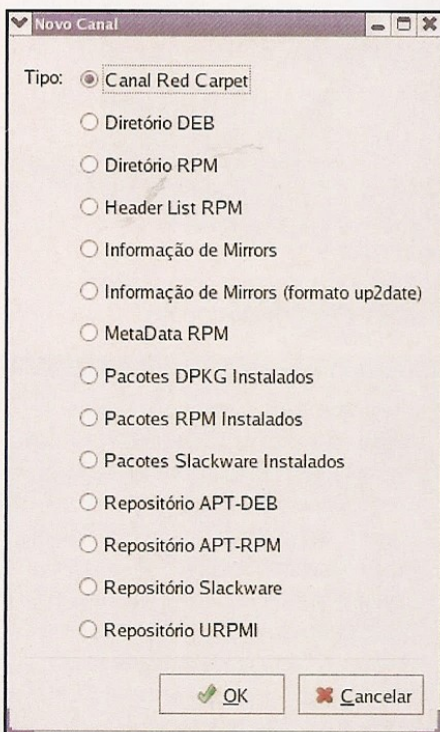 Novo Canal
Tipo: Canal Red Carpet
Diretório DEB
Diretório RPM
Header List RPM
Informação de Mirrors
Informação de Mirrors (formato up2date)
MetaData RPM
Pacotes DPKG Instalados
Pacotes RPM Instalados
Pacotes Slackware Instalados
Repositório APT-DEB
Repositório APT-RPM
Repositório Slackware
Repositório URPMI
OK
Cancelar